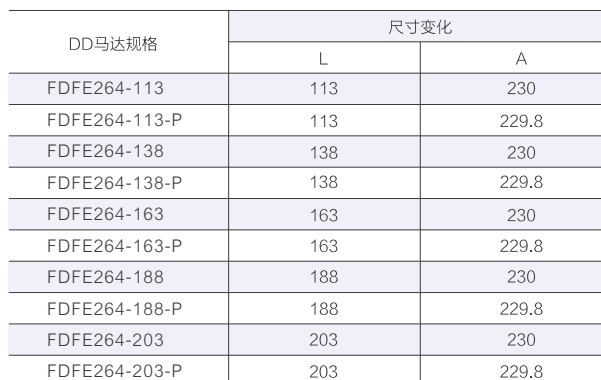 DD马达规格 尺寸变化
L A
FDFE264-113 113 230
FDFE264-113-P 113 229.8
FDFE264-138 138 230
FDFE264-138-P 138 229.8
FDFE264-163 163 230
FDFE264-163-P 163 229.8
FDFE264-188 188 230
FDFE264-188-P 188 229.8
FDFE264-203 203 230
FDFE264-203-P 203 229.8